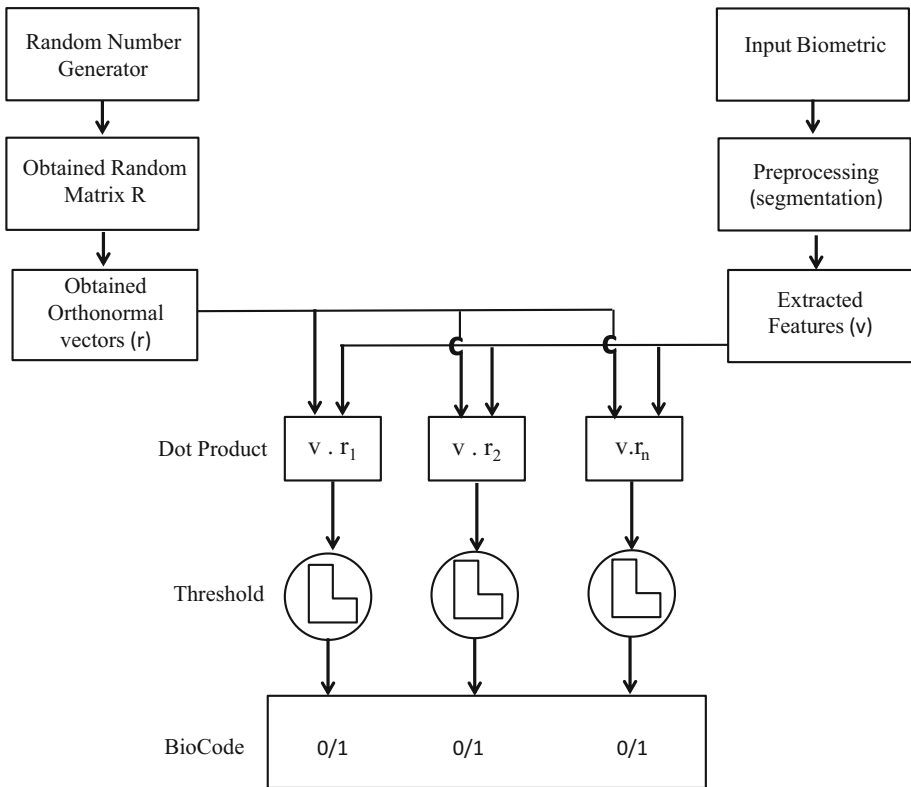 Random Number
Generator
Input Biometric
Obtained Random
Matrix R
Preprocessing
(segmentation)
Obtained
Orthonormal
vectors (r)
Extracted
Features (v)
Dot Product
v . r₁
v . r₂
v.rₙ
Threshold
BioCode
0/1
0/1
0/1